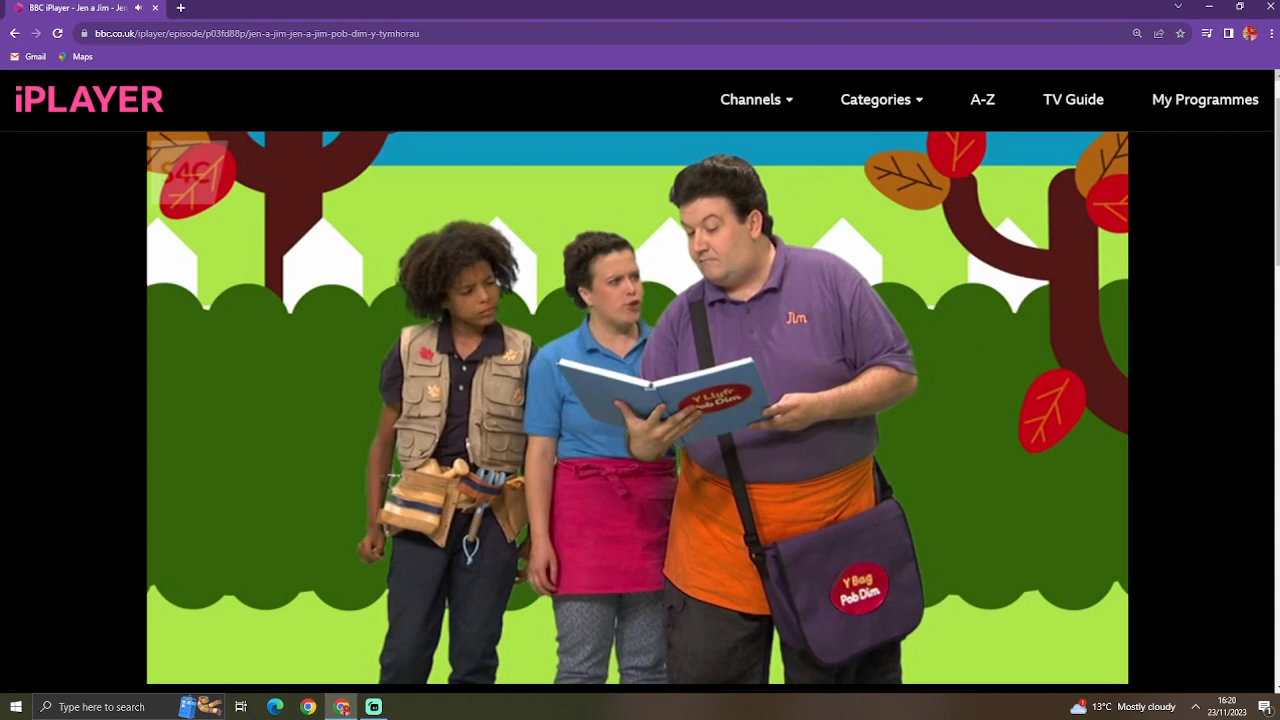 BBC iPlayer - Jen a Jim - Jen
bbc.co.uk/iplayer/episode/p03fd88p/jen-a-jim-jen-a-jim-pob-dim-y-tymhorau
Gmail Maps
iPLAYER
Channels Categories A-Z TV Guide My Programmes
S4C
Jim
Y Llyfr
Pob Dim
Y Bag
Pob Dim
Type here to search
13°C Mostly cloudy
16:20
23/11/2023